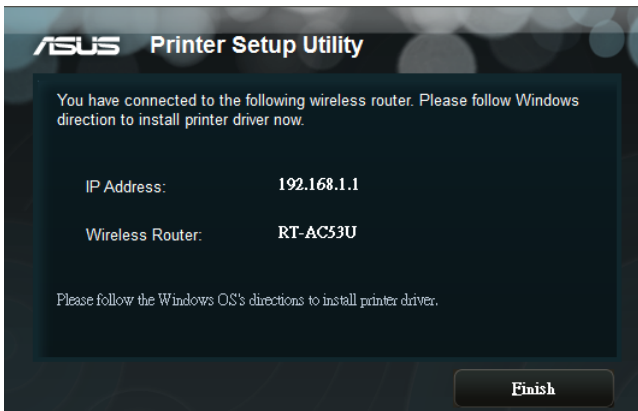 ASUS Printer Setup Utility
You have connected to the following wireless router. Please follow Windows
direction to install printer driver now.
IP Address: 192.168.1.1
Wireless Router: RT-AC53U
Please follow the Windows OS's directions to install printer driver.
Finish